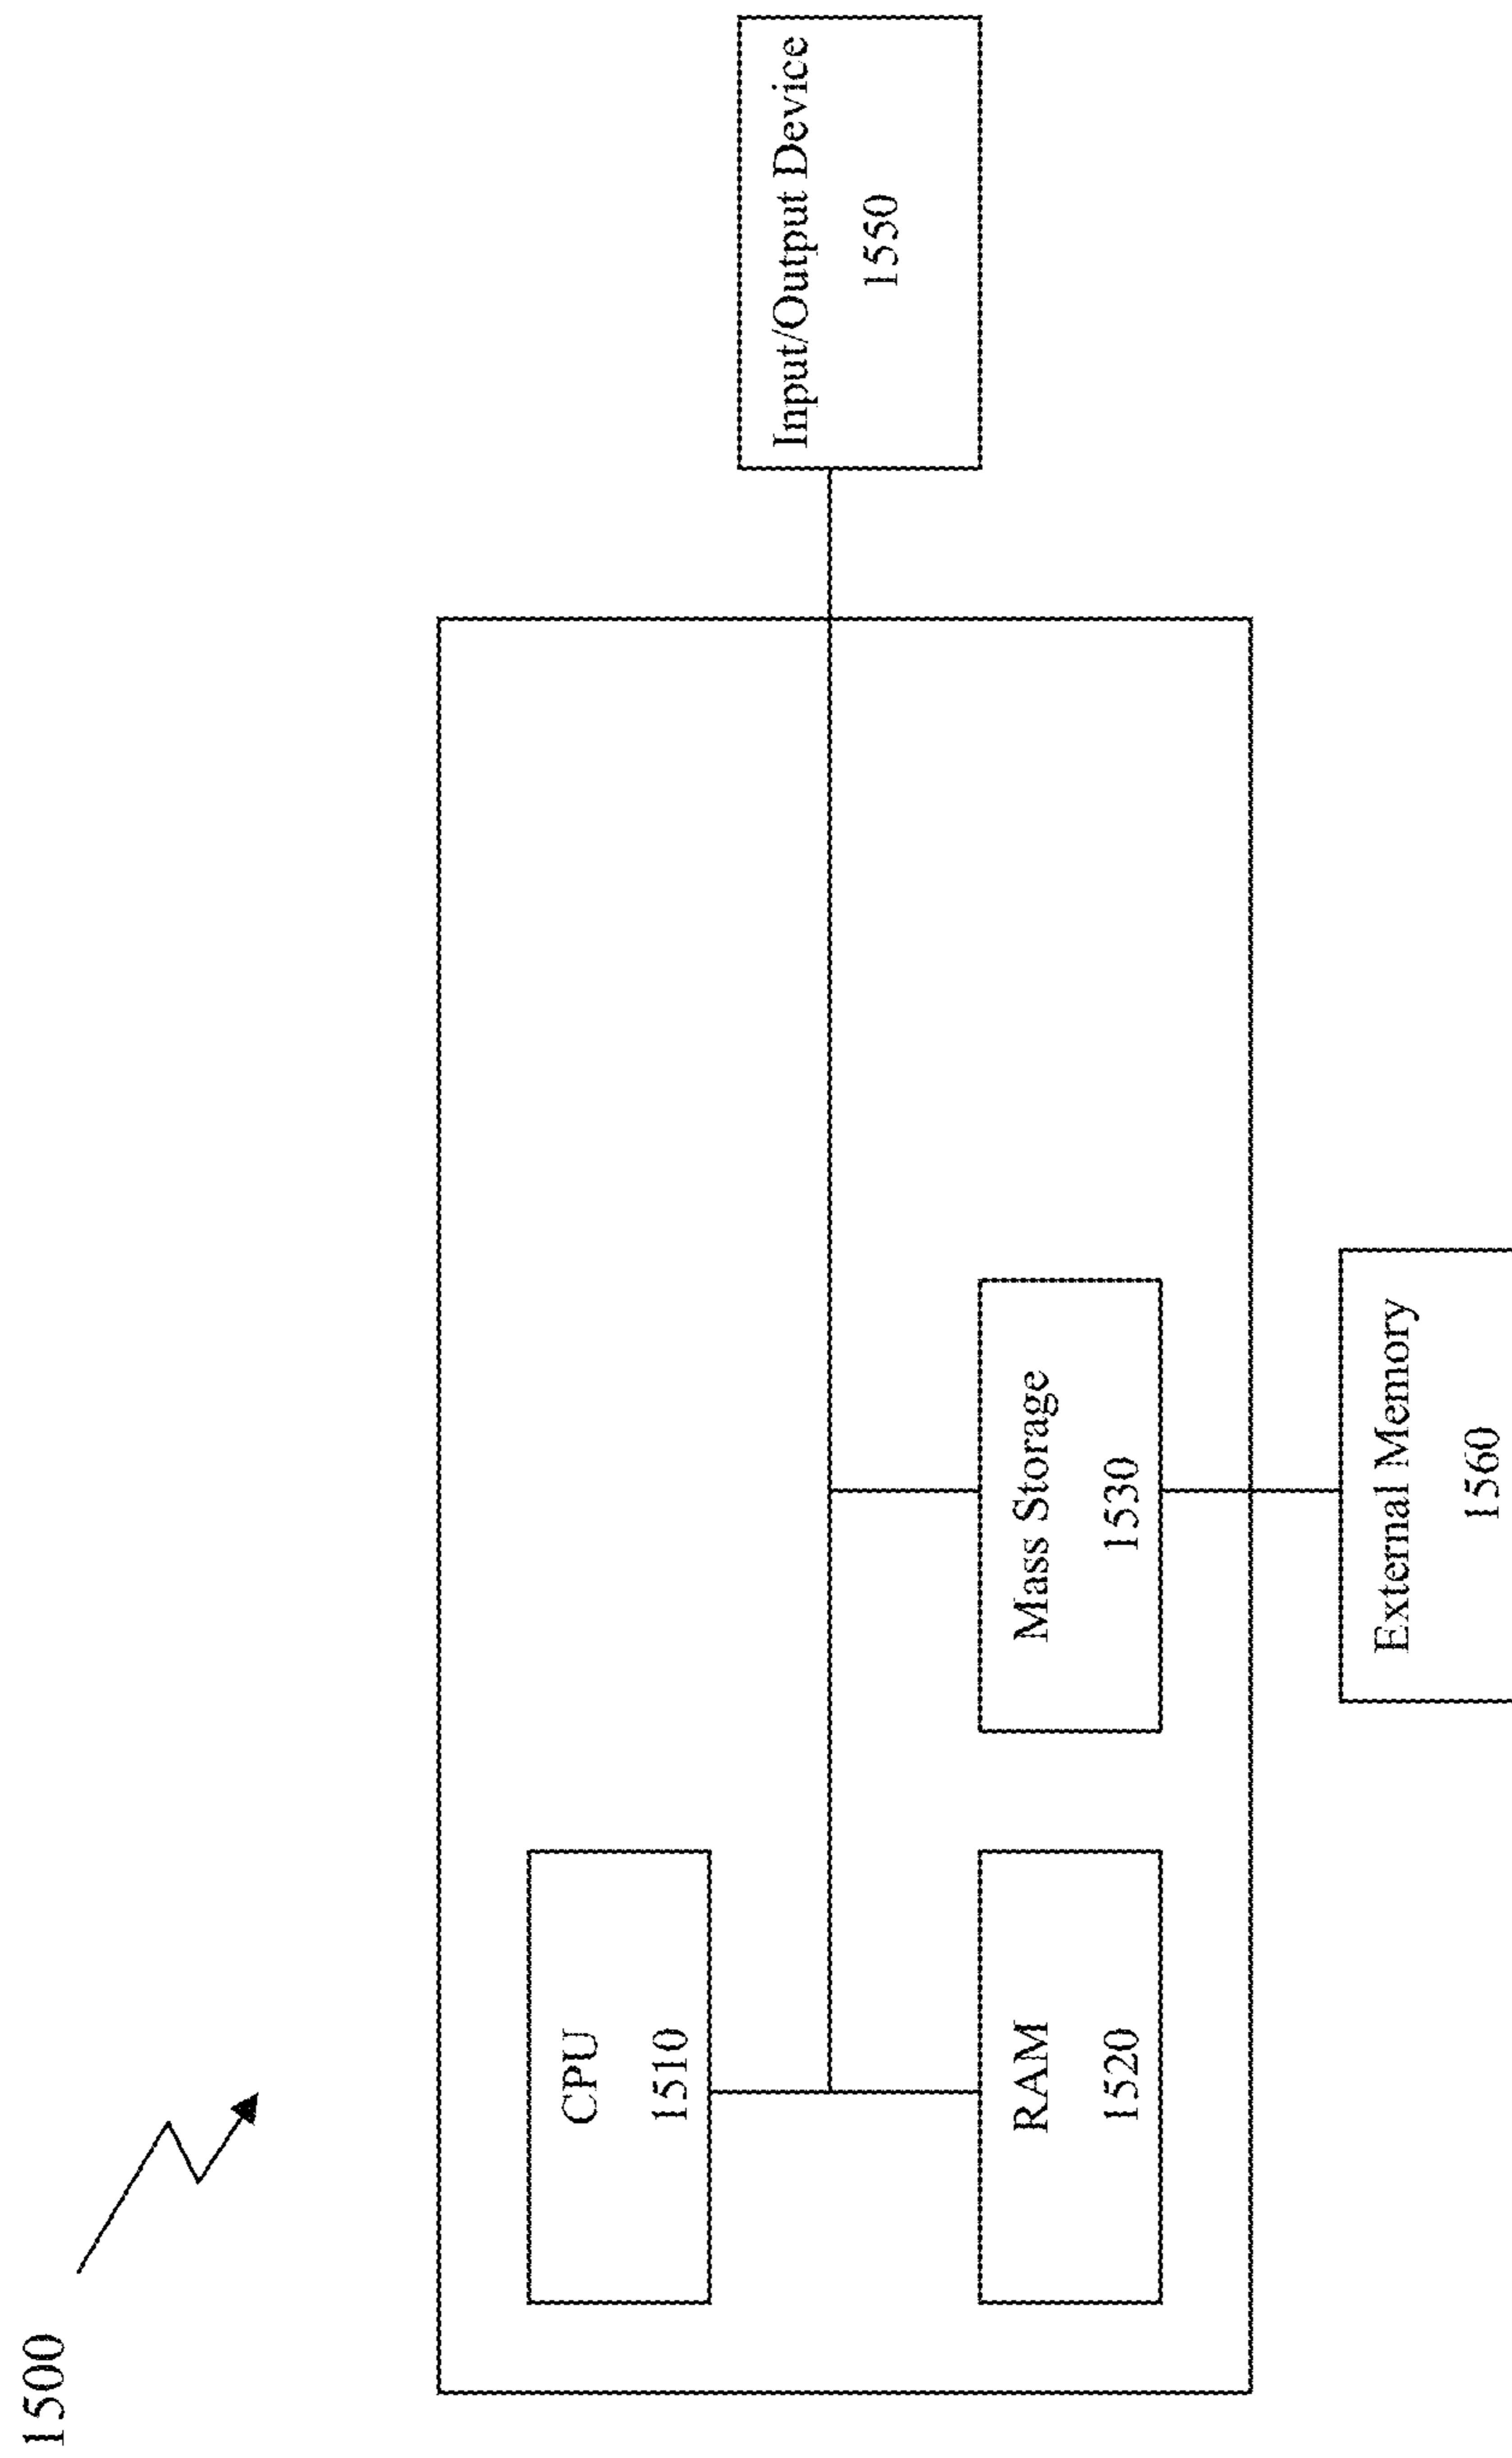 1500
CPU
1510
Input/Output Device
1550
RAM
1520
Mass Storage
1530
External Memory
1560